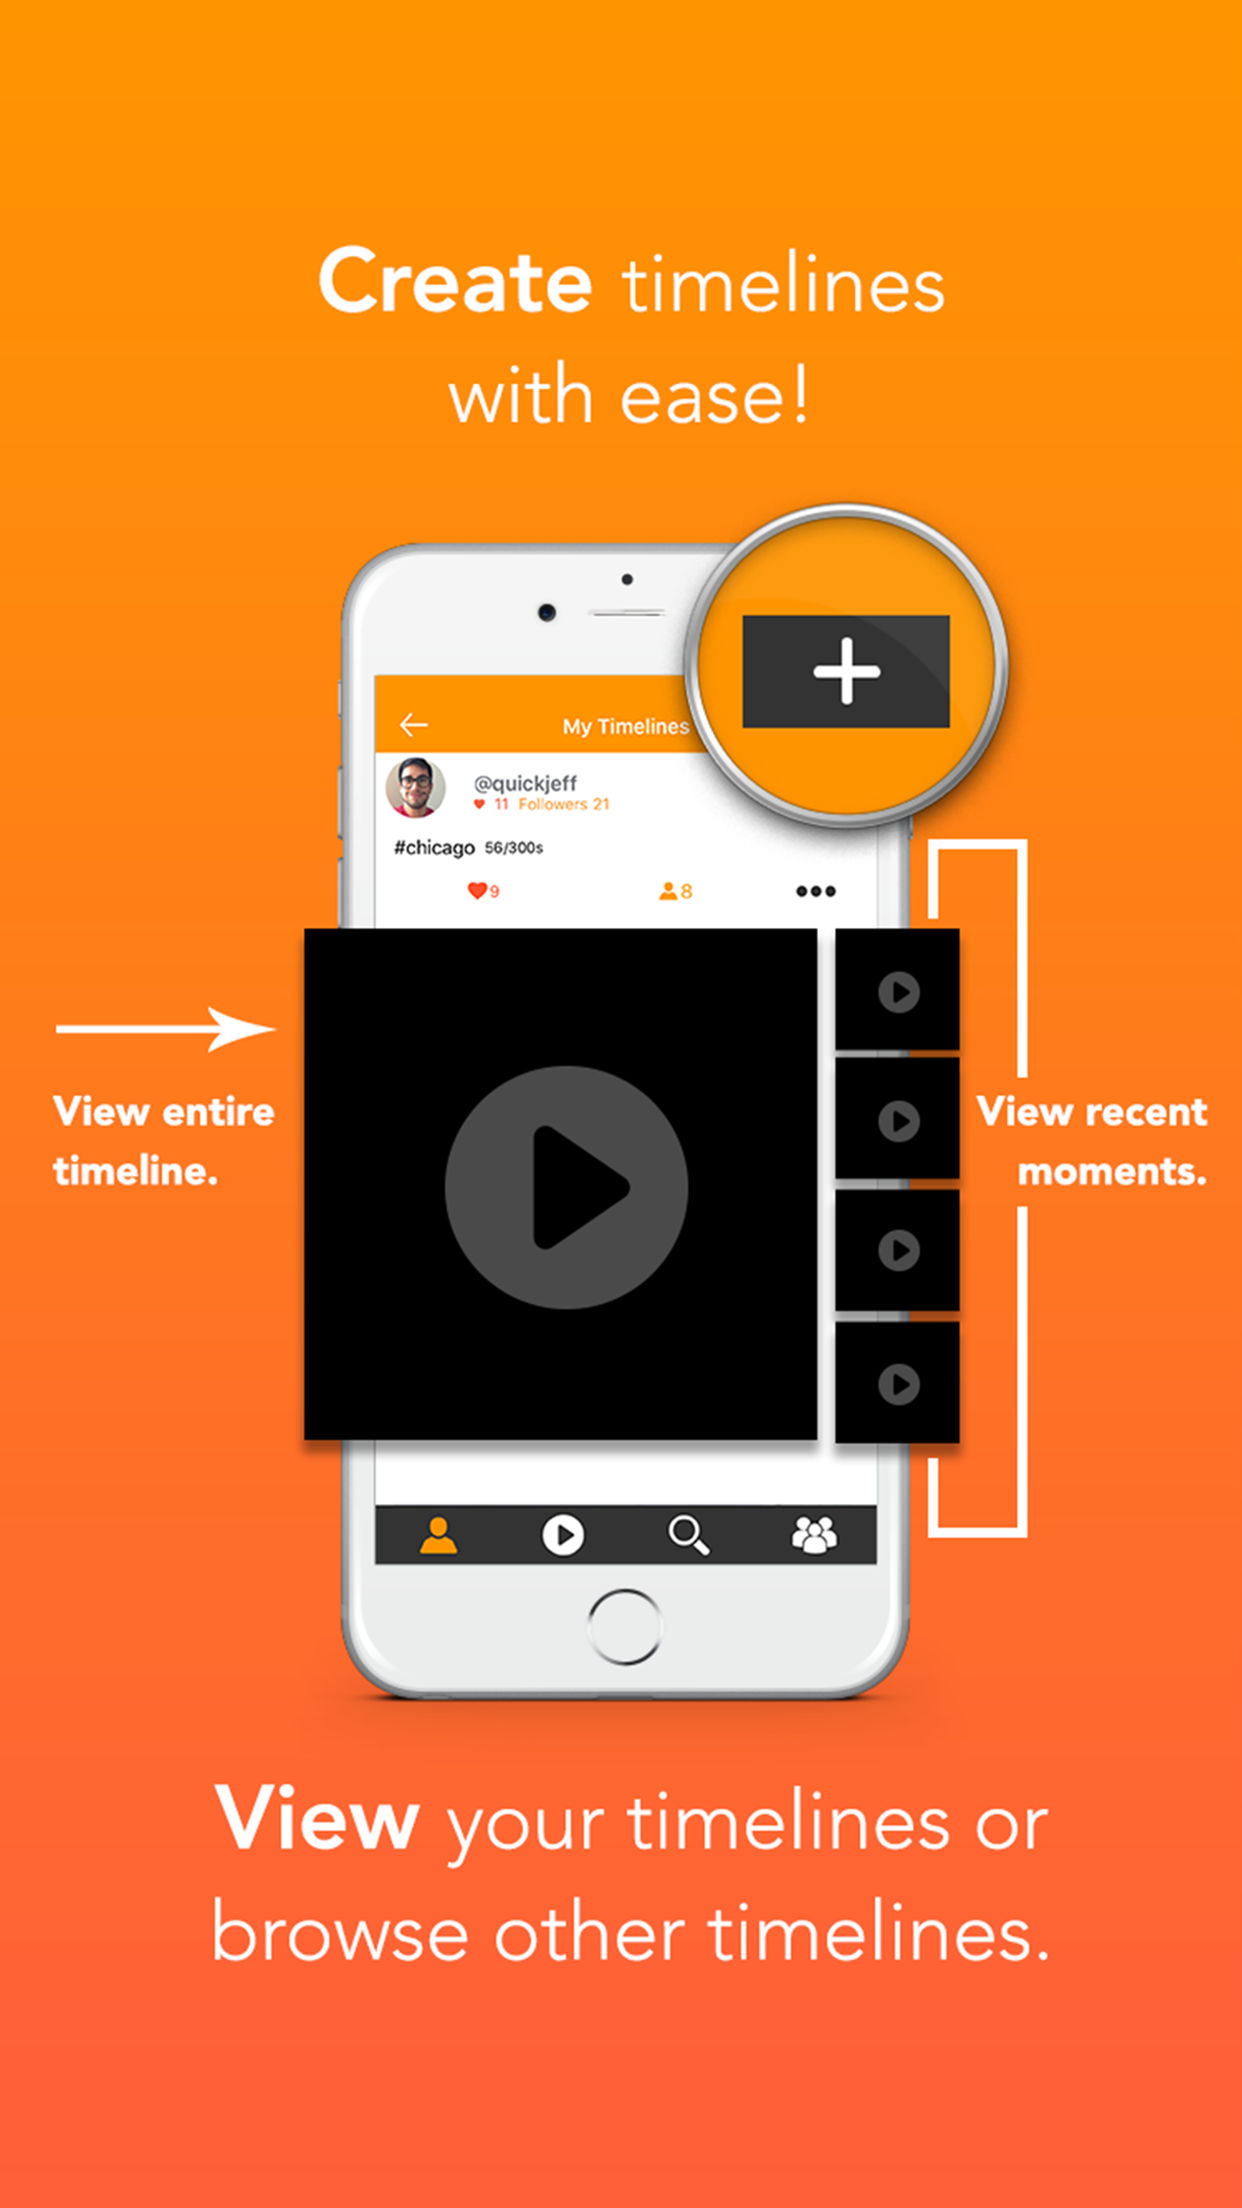 Create timelines
with ease!
My Timelines
@quickjeff
11 Followers 21
#chicago 56/300s
9
8
View entire
timeline.
View recent
moments.
View your timelines or
browse other timelines.